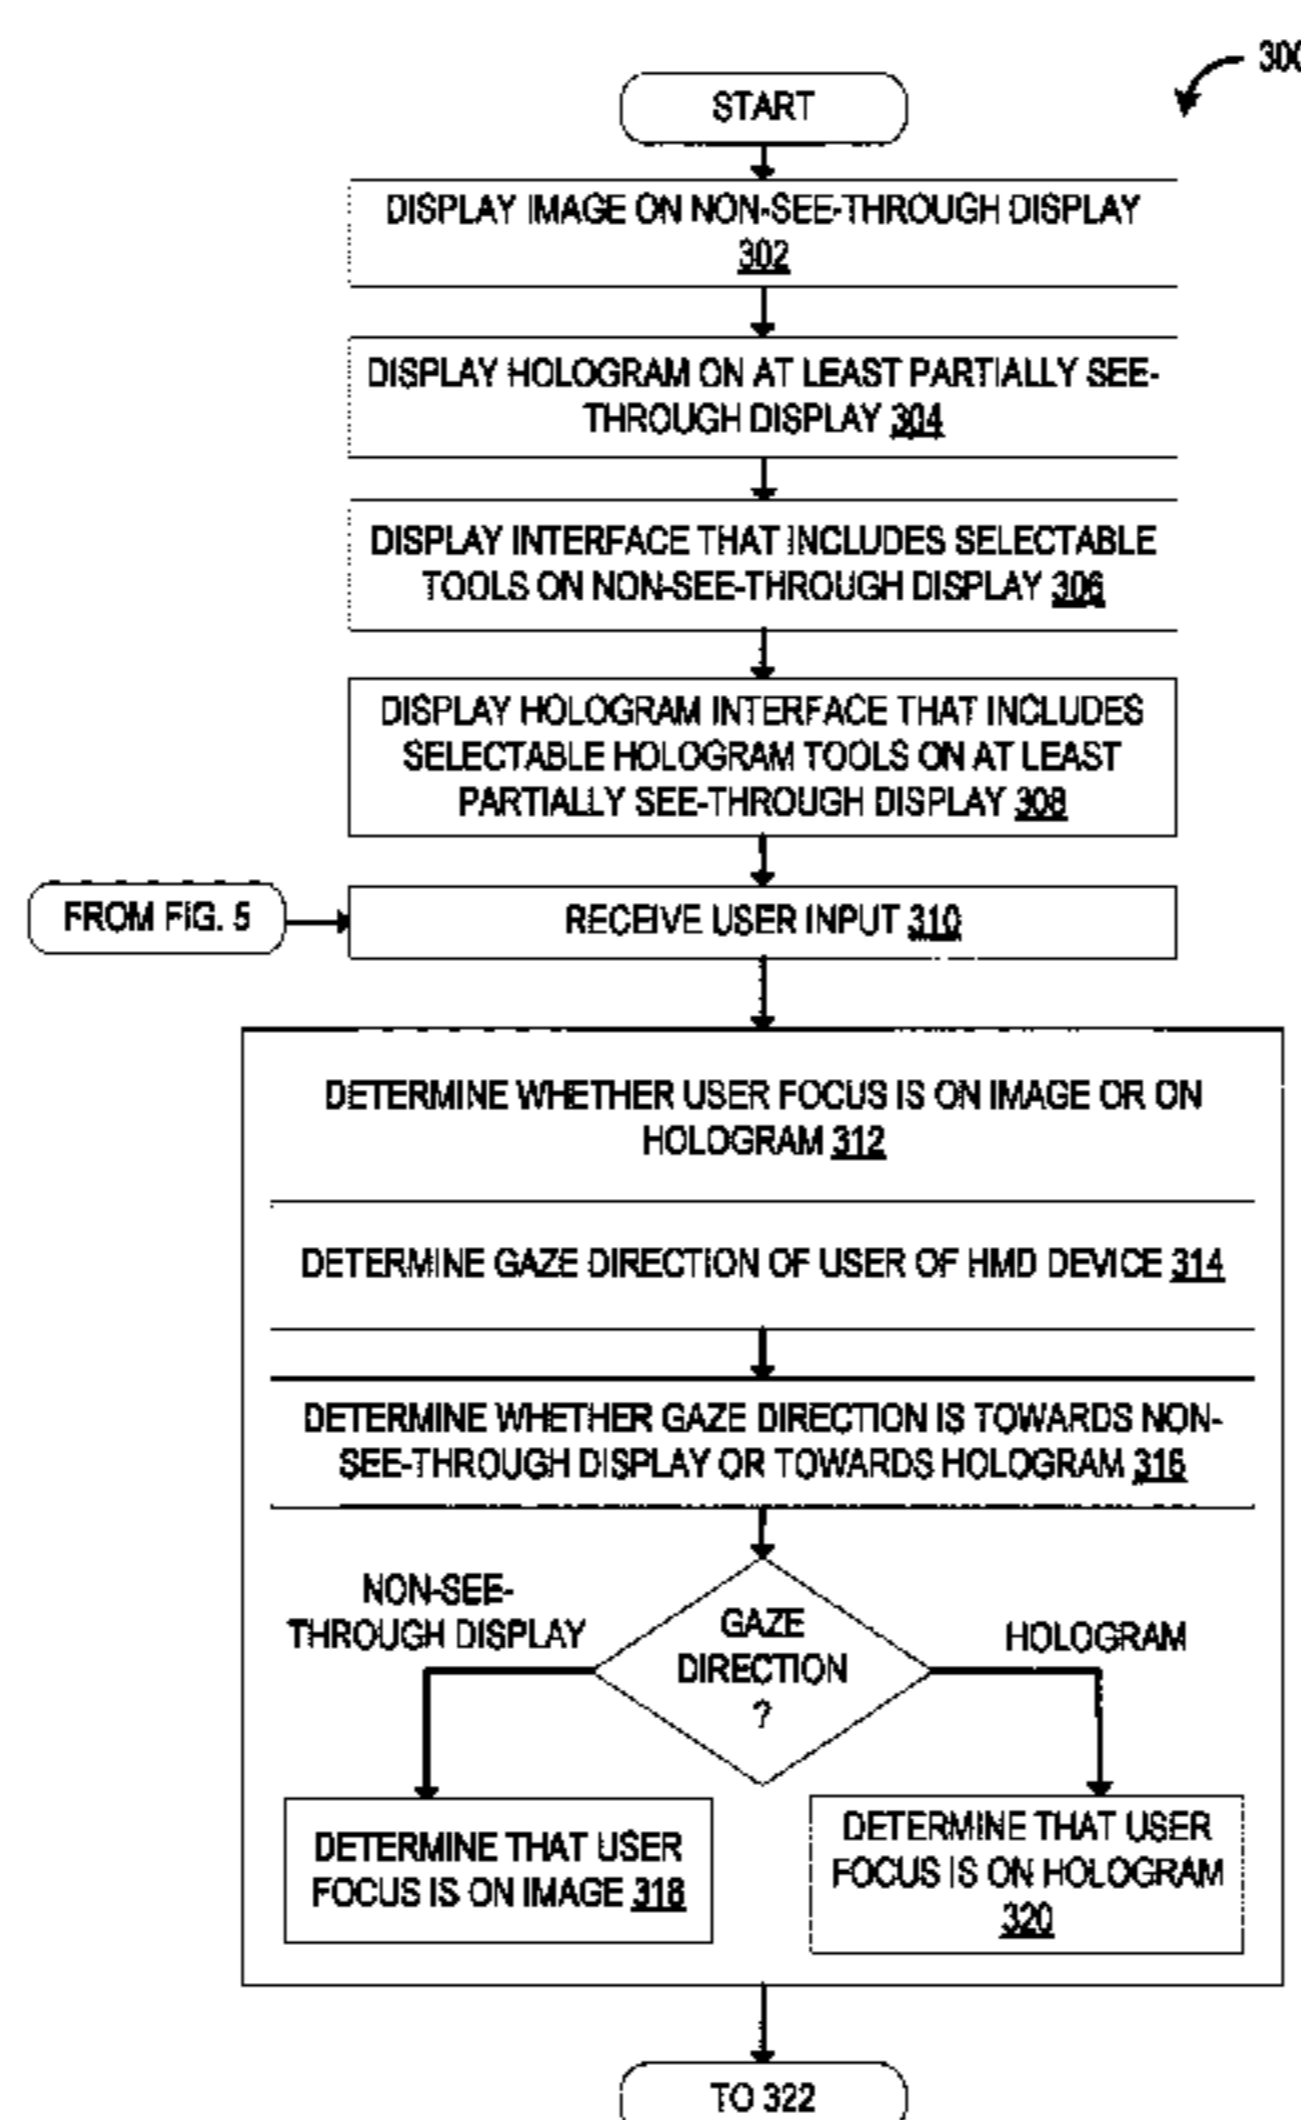 300
START
DISPLAY IMAGE ON NON-SEE-THROUGH DISPLAY
302
DISPLAY HOLOGRAM ON AT LEAST PARTIALLY SEE-
THROUGH DISPLAY 304
DISPLAY INTERFACE THAT INCLUDES SELECTABLE
TOOLS ON NON-SEE-THROUGH DISPLAY 306
DISPLAY HOLOGRAM INTERFACE THAT INCLUDES
SELECTABLE HOLOGRAM TOOLS ON AT LEAST
PARTIALLY SEE-THROUGH DISPLAY 308
FROM FIG. 5
RECEIVE USER INPUT 310
DETERMINE WHETHER USER FOCUS IS ON IMAGE OR ON
HOLOGRAM 312
DETERMINE GAZE DIRECTION OF USER OF HMD DEVICE 314
DETERMINE WHETHER GAZE DIRECTION IS TOWARDS NON-
SEE-THROUGH DISPLAY OR TOWARDS HOLOGRAM 316
NON-SEE-
THROUGH DISPLAY
GAZE
DIRECTION
?
HOLOGRAM
DETERMINE THAT USER
FOCUS IS ON IMAGE 318
DETERMINE THAT USER
FOCUS IS ON HOLOGRAM
320
TO 322